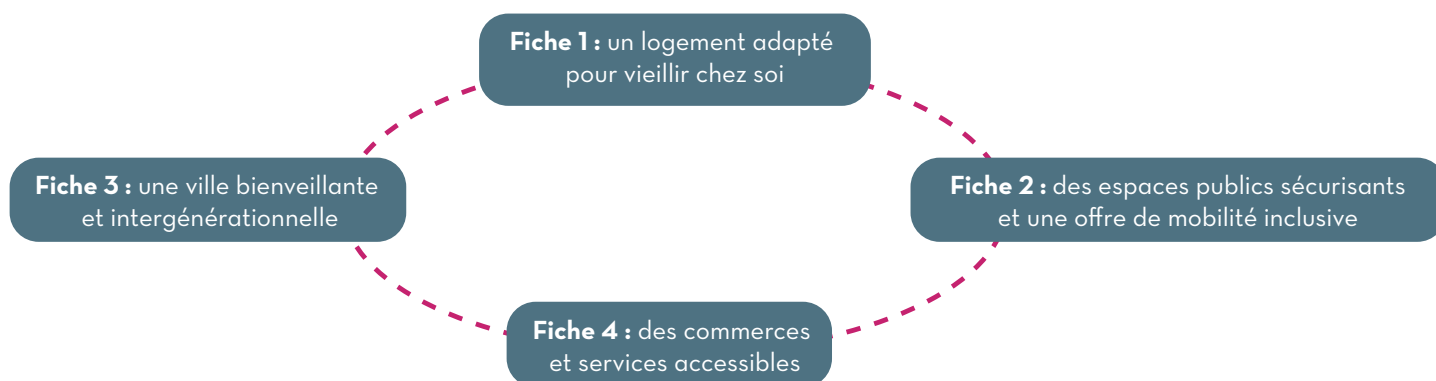 Fiche 1 : un logement adapté
pour vieillir chez soi
Fiche 3 : une ville bienveillante
et intergénérationnelle
Fiche 2 : des espaces publics sécurisants
et une offre de mobilité inclusive
Fiche 4 : des commerces
et services accessibles